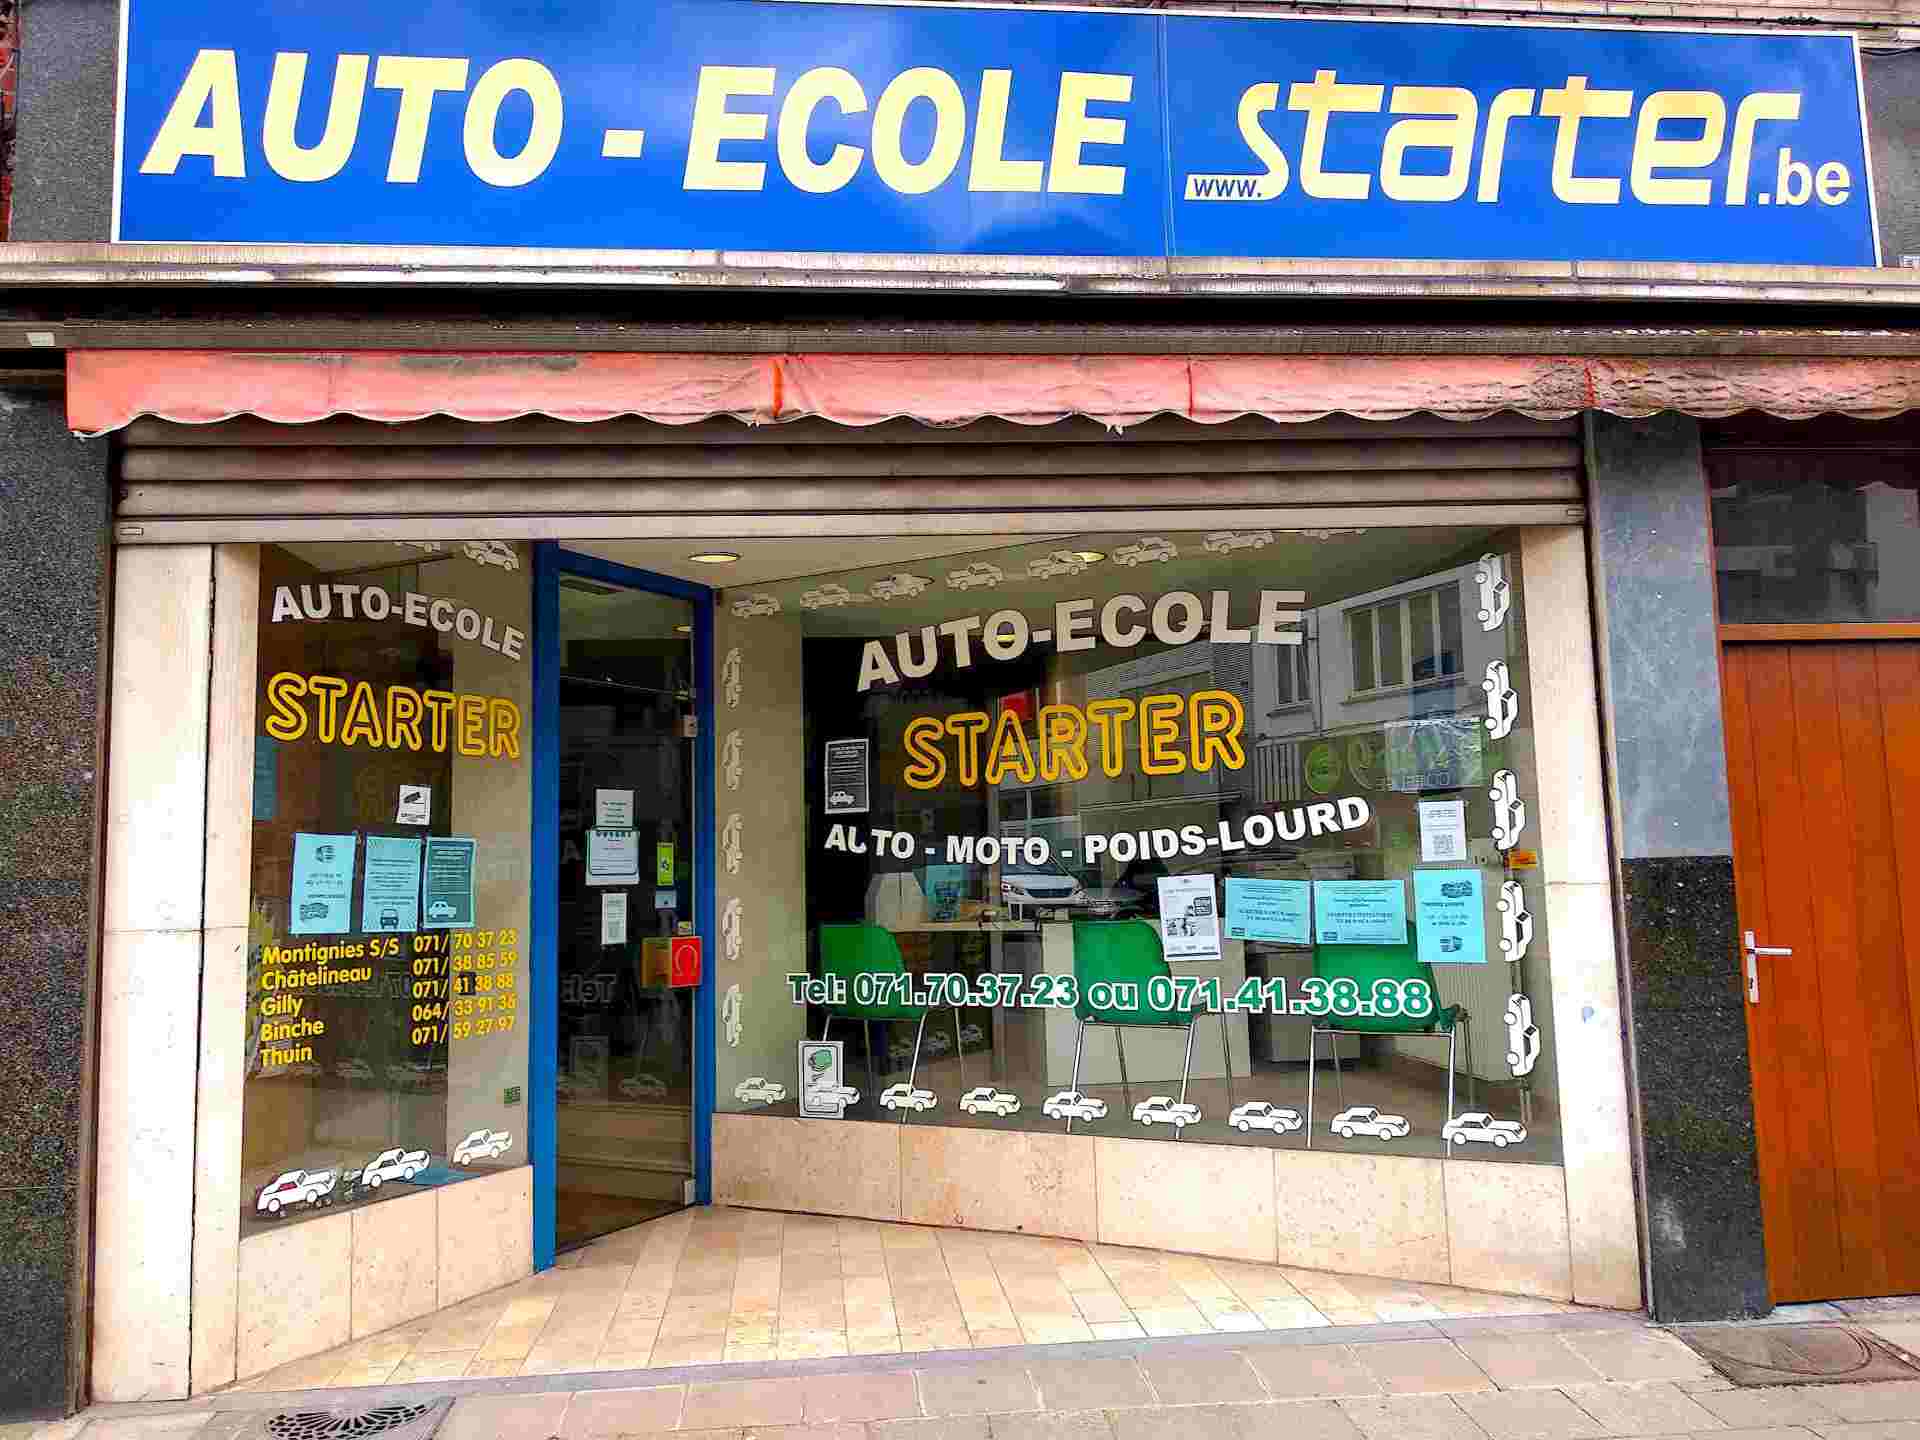 AUTO - ECOLE www.starter.be
AUTO-ECOLE
STARTER
Montignies S/S 071/ 70 37 23
Châtelineau 071/ 38 85 59
Gilly 071/ 41 38 88
Binche 064/ 33 91 36
Thuin 071/ 59 27 97
AUTO-ECOLE
STARTER
AUTO - MOTO - POIDS-LOURD
Tel: 071.70.37.23 ou 071.41.38.88